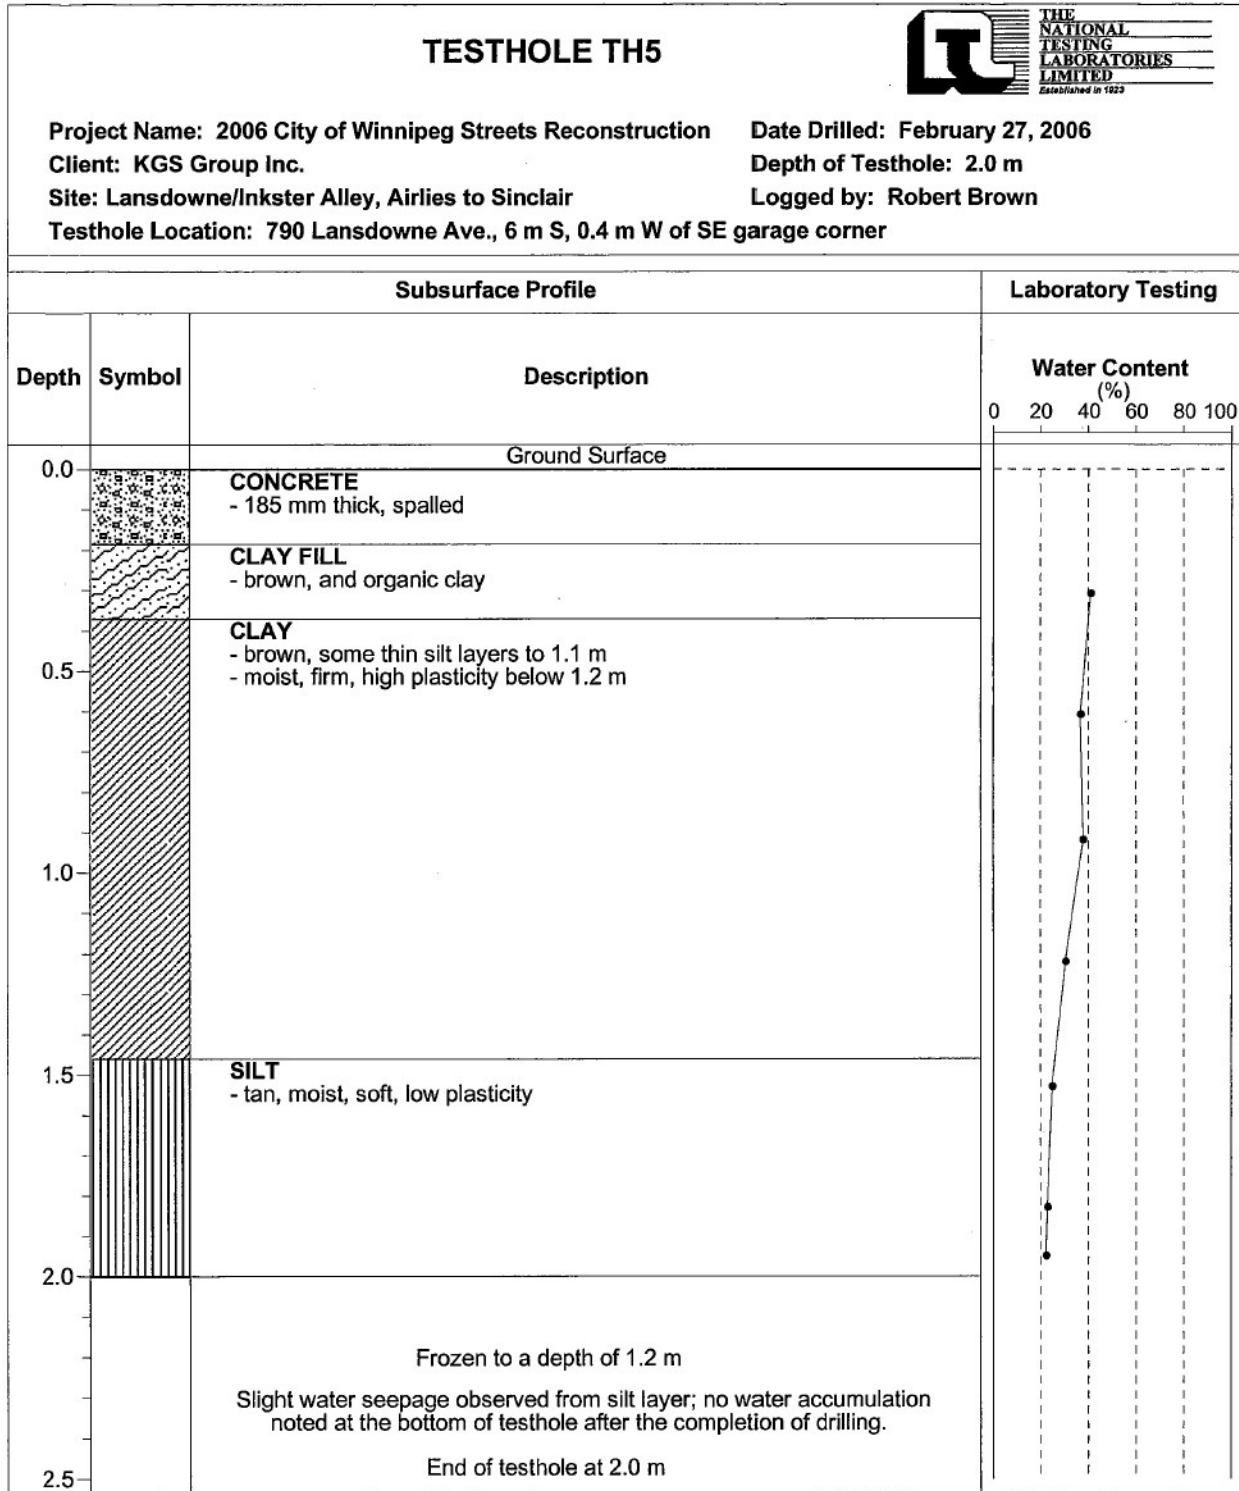 TESTHOLE TH5
THE
NATIONAL
TESTING
LABORATORIES
LIMITED
Established in 1923
Project Name: 2006 City of Winnipeg Streets Reconstruction
Date Drilled: February 27, 2006
Client: KGS Group Inc.
Depth of Testhole: 2.0 m
Site: Lansdowne/Inkster Alley, Airlies to Sinclair
Logged by: Robert Brown
Testhole Location: 790 Lansdowne Ave., 6 m S, 0.4 m W of SE garage corner
Subsurface Profile
Laboratory Testing
Depth
Symbol
Description
Water Content
(%)
0 20 40 60 80 100
Ground Surface
0.0
CONCRETE
- 185 mm thick, spalled
CLAY FILL
- brown, and organic clay
CLAY
- brown, some thin silt layers to 1.1 m
0.5
- moist, firm, high plasticity below 1.2 m
1.0
1.5
SILT
- tan, moist, soft, low plasticity
2.0
Frozen to a depth of 1.2 m
Slight water seepage observed from silt layer; no water accumulation
noted at the bottom of testhole after the completion of drilling.
End of testhole at 2.0 m
2.5